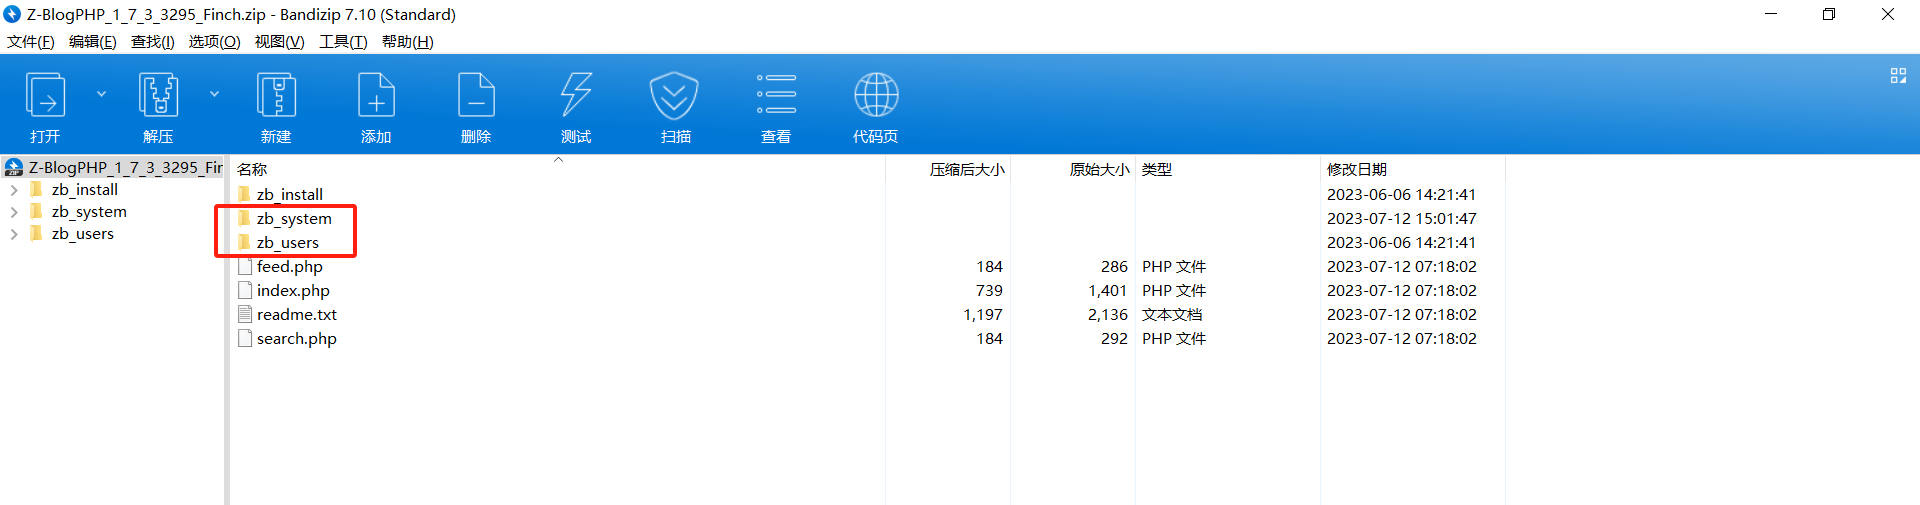 Z-BlogPHP_1_7_3_3295_Finch.zip - Bandizip 7.10 (Standard)
文件(F) 编辑(E) 查找(I) 选项(O) 视图(V) 工具(T) 帮助(H)
打开 解压 新建 添加 删除 测试 扫描 查看 代码页
Z-BlogPHP_1_7_3_3295_Fir
zb_install
zb_system
zb_users
名称 压缩后大小 原始大小 类型 修改日期
zb_install 2023-06-06 14:21:41
zb_system 2023-07-12 15:01:47
zb_users 2023-06-06 14:21:41
feed.php 184 286 PHP 文件 2023-07-12 07:18:02
index.php 739 1,401 PHP 文件 2023-07-12 07:18:02
readme.txt 1,197 2,136 文本文档 2023-07-12 07:18:02
search.php 184 292 PHP 文件 2023-07-12 07:18:02